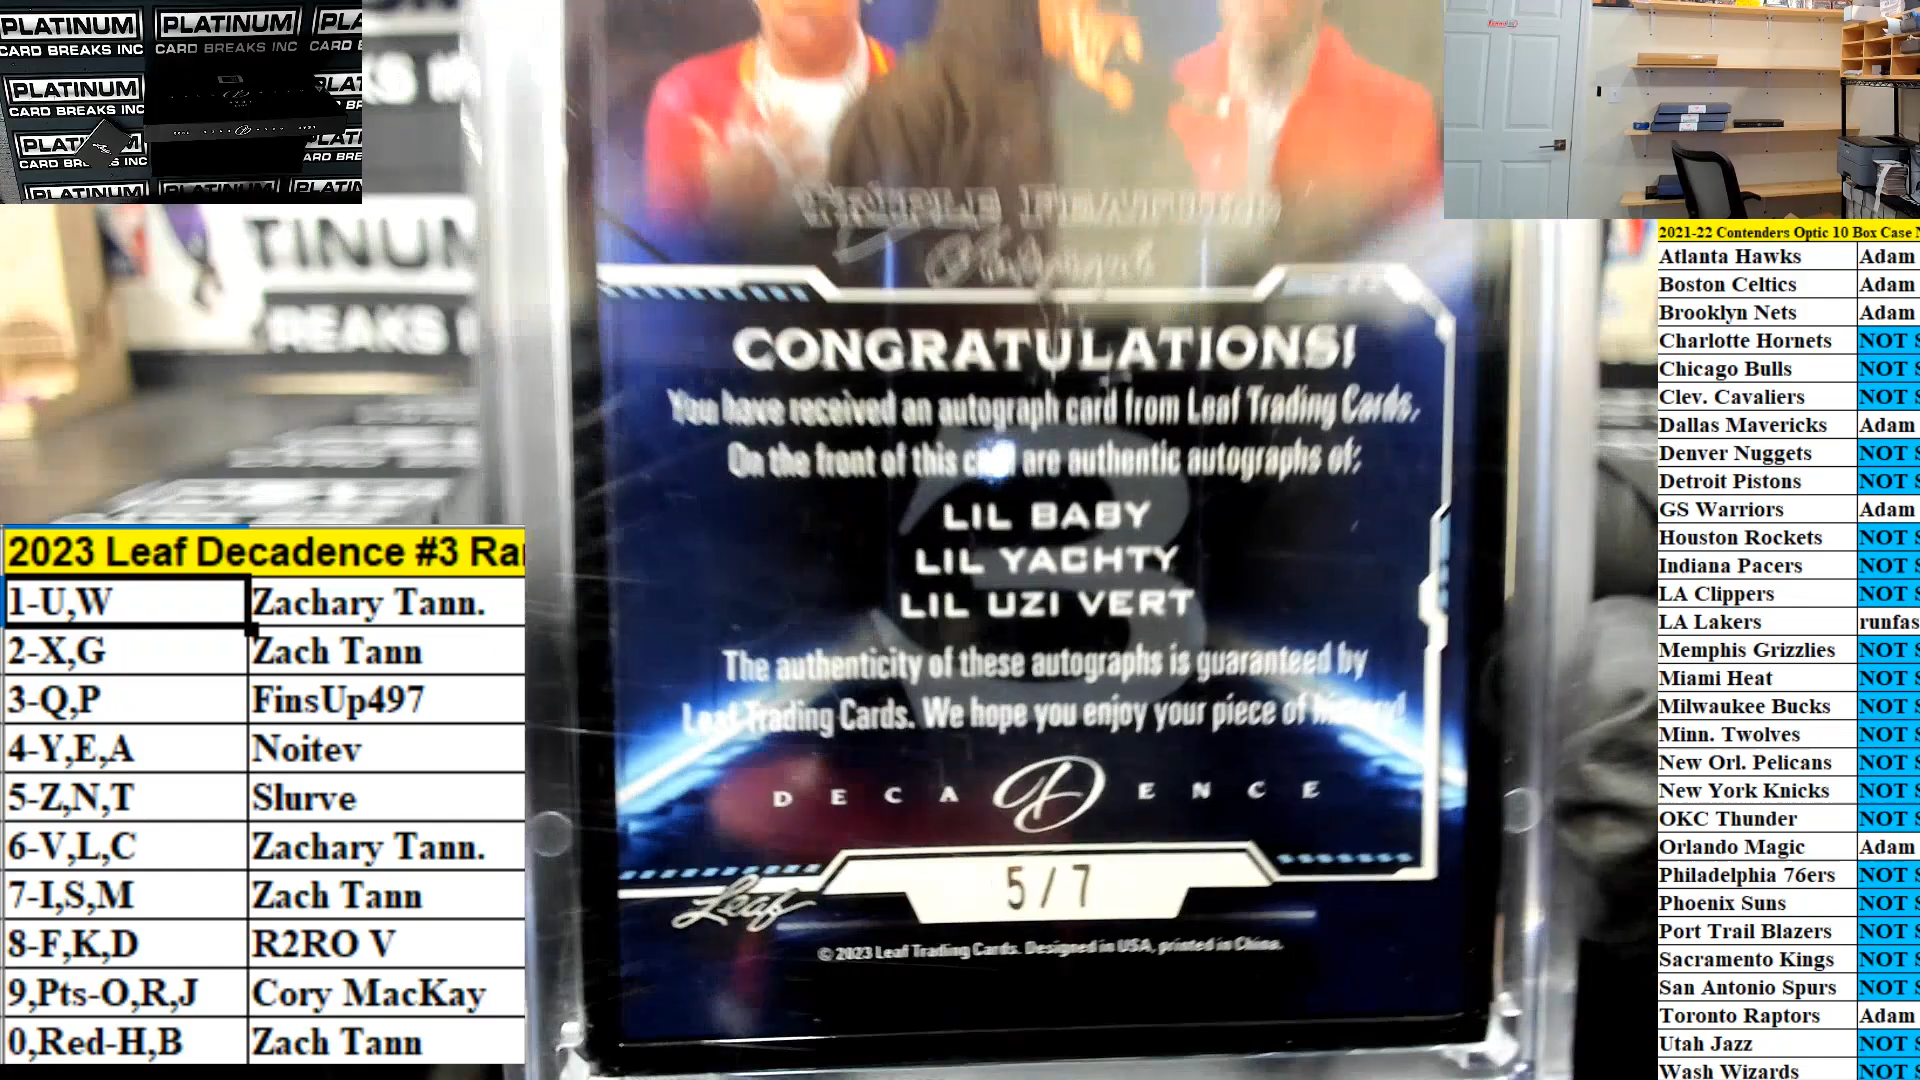 PLATINUM
CARD BREAKS INC
PLATINUM
CARD BREAKS INC
PLATINUM
CARD BREAKS INC
PLATINUM
PLATINUM
TINUM
REAKS
TRIPLE FEATURE
CONGRATULATIONS!
You have received an autograph card from Leaf Trading Cards.
On the front of this card are authentic autographs of:
LIL BABY
LIL YACHTY
LIL UZI VERT
The authenticity of these autographs is guaranteed by
Leaf Trading Cards. We hope you enjoy your piece of history!
DECADENCE
5/7
Leaf
© 2023 Leaf Trading Cards. Designed in USA, printed in China.
2023 Leaf Decadence #3 Ra
1-U,W Zachary Tann.
2-X,G Zach Tann
3-Q,P FinsUp497
4-Y,E,A Noitev
5-Z,N,T Slurve
6-V,L,C Zachary Tann.
7-I,S,M Zach Tann
8-F,K,D R2RO V
9,Pts-O,R,J Cory MacKay
0,Red-H,B Zach Tann
2021-22 Contenders Optic 10 Box Case
Atlanta Hawks Adam
Boston Celtics Adam
Brooklyn Nets Adam
Charlotte Hornets NOT S
Chicago Bulls NOT S
Clev. Cavaliers NOT S
Dallas Mavericks Adam
Denver Nuggets NOT S
Detroit Pistons NOT S
GS Warriors Adam
Houston Rockets NOT S
Indiana Pacers NOT S
LA Clippers NOT S
LA Lakers runfas
Memphis Grizzlies NOT S
Miami Heat NOT S
Milwaukee Bucks NOT S
Minn. Twolves NOT S
New Orl. Pelicans NOT S
New York Knicks NOT S
OKC Thunder NOT S
Orlando Magic Adam
Philadelphia 76ers NOT S
Phoenix Suns NOT S
Port Trail Blazers NOT S
Sacramento Kings NOT S
San Antonio Spurs NOT S
Toronto Raptors Adam
Utah Jazz NOT S
Wash Wizards NOT S